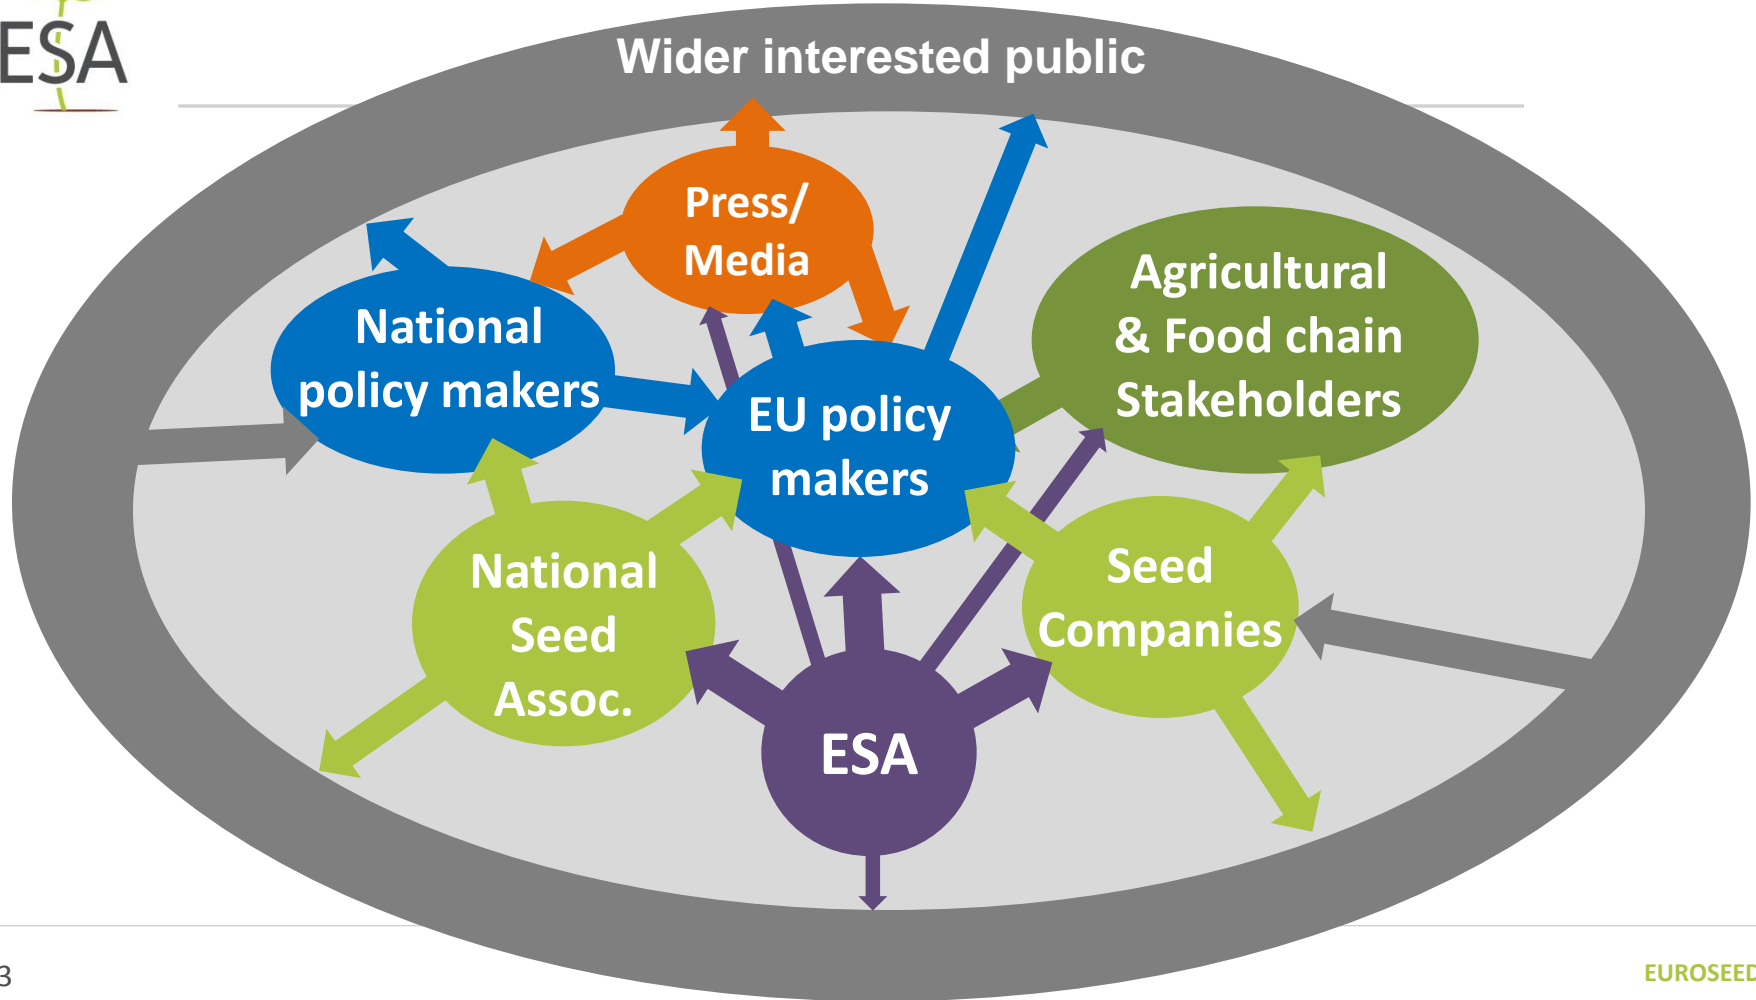 ESA
Wider interested public
Press/
Media
Agricultural
& Food chain
Stakeholders
National
policy makers
EU policy
makers
National
Seed
Assoc.
Seed
Companies
ESA
3
EUROSEED